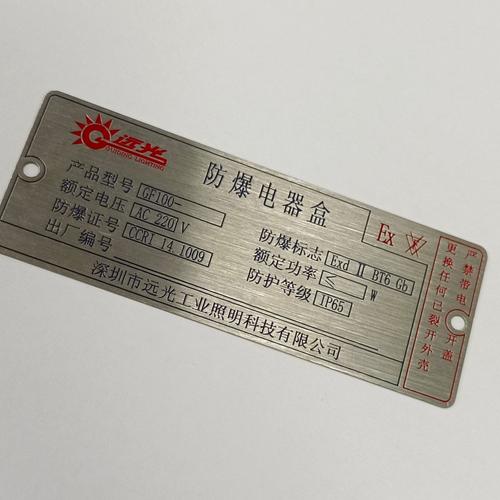 远光
GUIDING LIGHTING
防爆电器盒
Ex
产品型号 GF100-
额定电压 AC 220 V
防爆证号 CCRI 14.1009
出厂编号
防爆标志 Exd II BT6 Gb
额定功率 ≤ W
防护等级 IP65
深圳市远光工业照明科技有限公司
严禁带电开盖
更换任何已裂开外壳